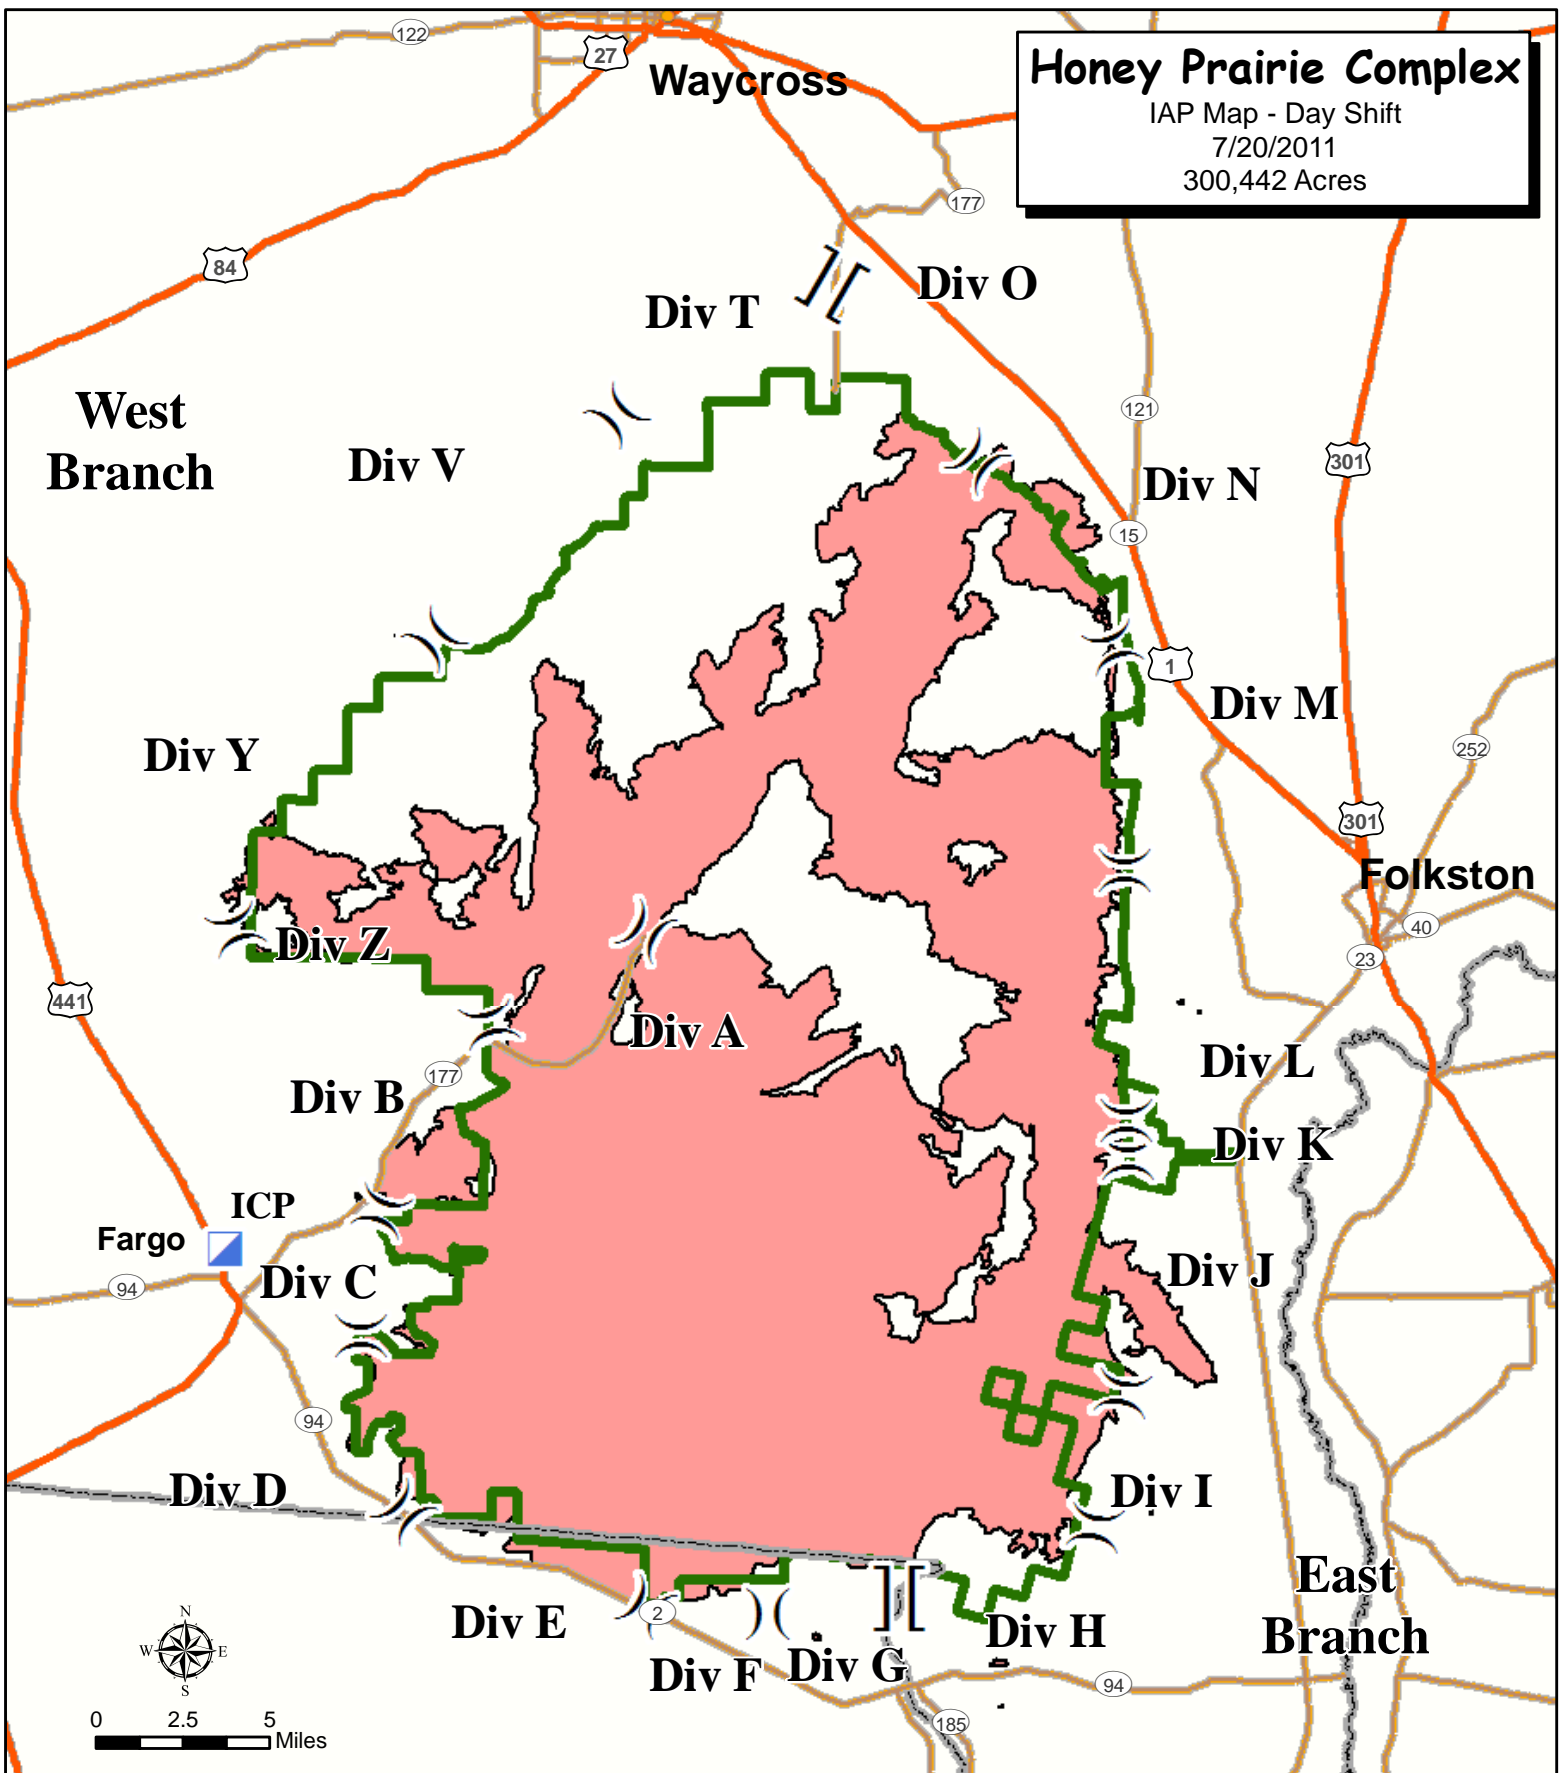 122
27
Waycross
Honey Prairie Complex
IAP Map - Day Shift
7/20/2011
300,442 Acres
177
84
Div O
Div T
West
Branch
121
301
Div V
Div N
15
1
Div M
252
Div Y
301
Folkston
40
23
Div Z
441
Div A
Div L
177
Div B
Div K
ICP
Fargo
Div J
94
Div C
94
Div D
Div I
East
Branch
2
Div E
Div H
Div F
Div G
94
185
N
W
E
S
0
2.5
5
Miles